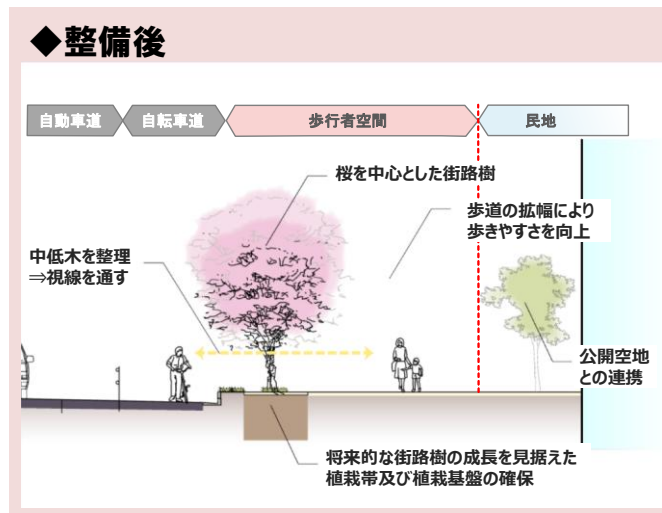 ◆整備後
自動車道
自転車道
歩行者空間
民地
桜を中心とした街路樹
歩道の拡幅により
歩きやすさを向上
中低木を整理
⇒視線を通す
公開空地
との連携
将来的な街路樹の成長を見据えた
植栽帯及び植栽基盤の確保